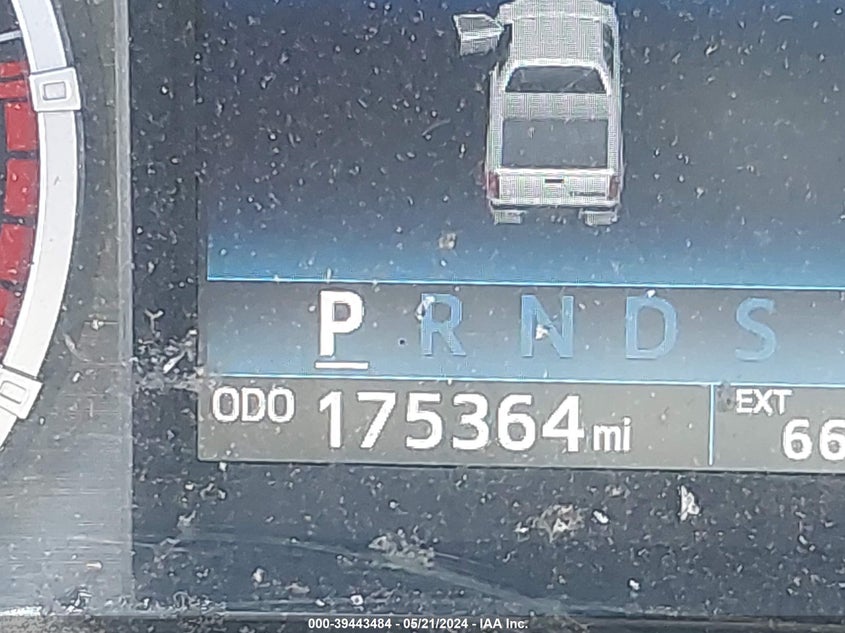 P R N D S
ODO 175364 mi
EXT
66
000-39443484 - 05/21/2024 - IAA Inc.